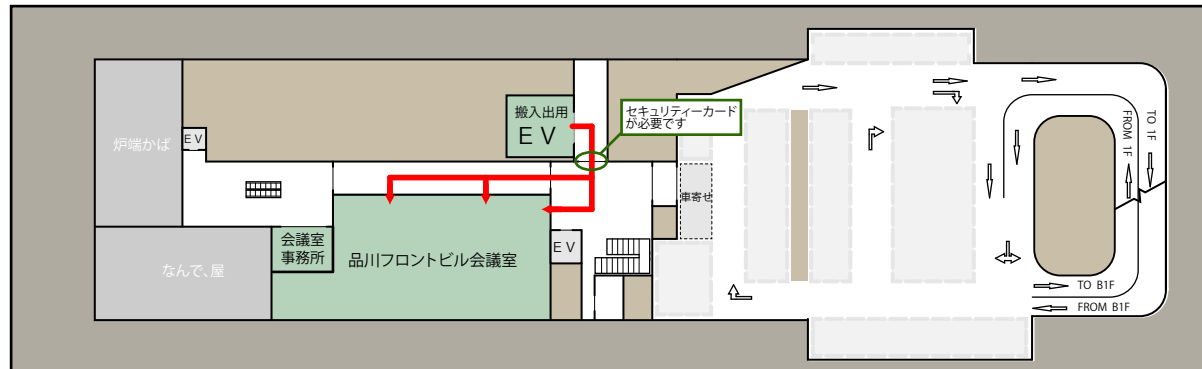 炉端かば
EV
搬入出用
EV
セキュリティーカード
が必要です
車寄せ
TO 1F
FROM 1F
なんで、屋
会議室
事務所
品川フロントビル会議室
EV
TO B1F
FROM B1F